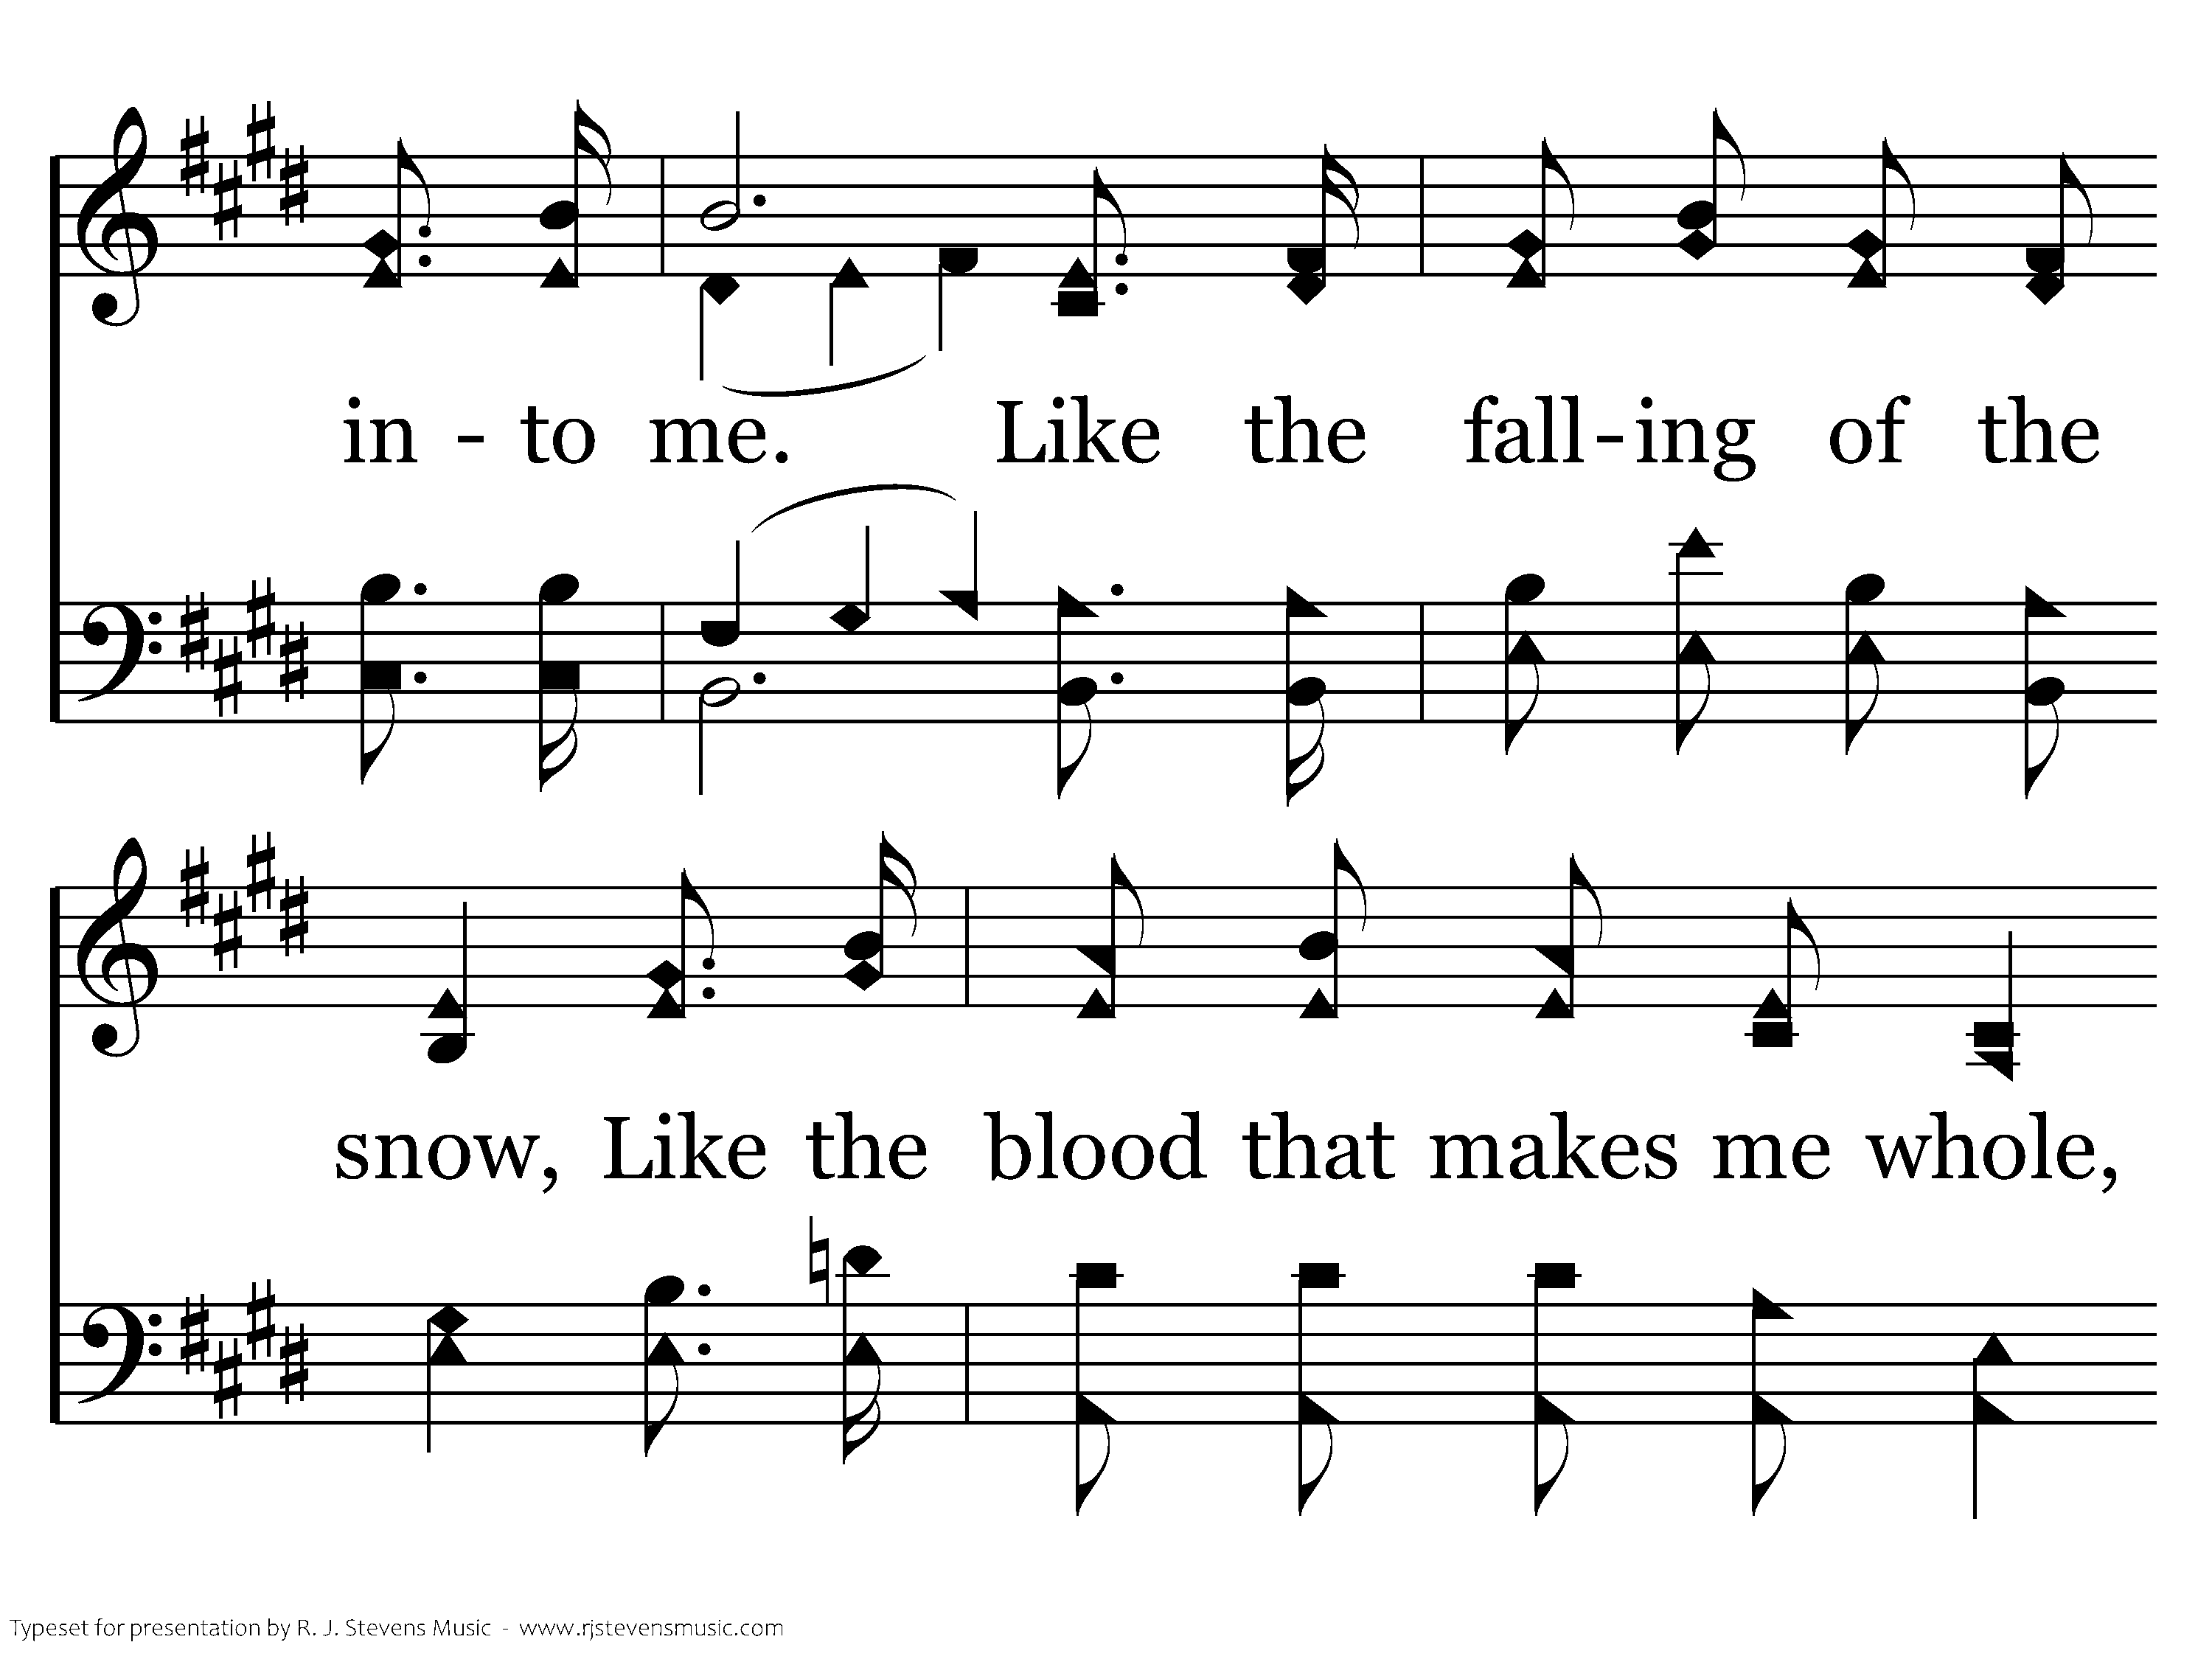 in - to me. Like the fall - ing of the
snow, Like the blood that makes me whole,
Typeset for presentation by R. J. Stevens Music - www.rjstevensmusic.com